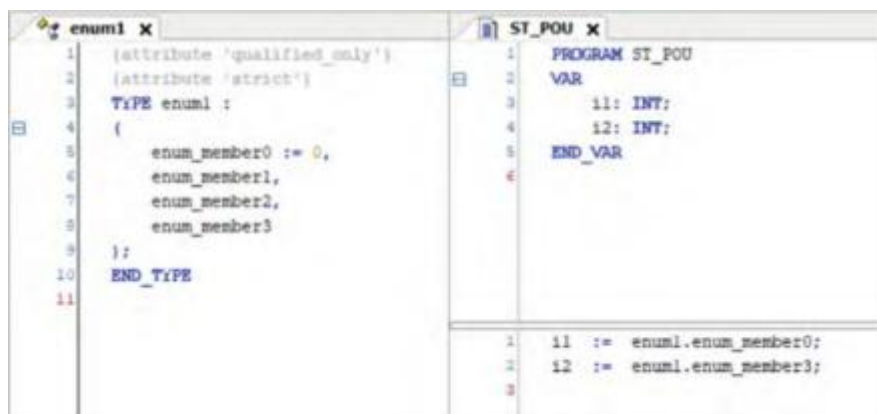 enum1 X
1 {attribute 'qualified_only'}
2 {attribute 'strict'}
3 TYPE enum1 :
4 (
5 enum_member0 := 0,
6 enum_member1,
7 enum_member2,
8 enum_member3
9 );
10 END_TYPE
11
ST_POU X
1 PROGRAM ST_POU
2 VAR
3 i1: INT;
4 i2: INT;
5 END_VAR
6
1 i1 := enum1.enum_member0;
2 i2 := enum1.enum_member3;
3